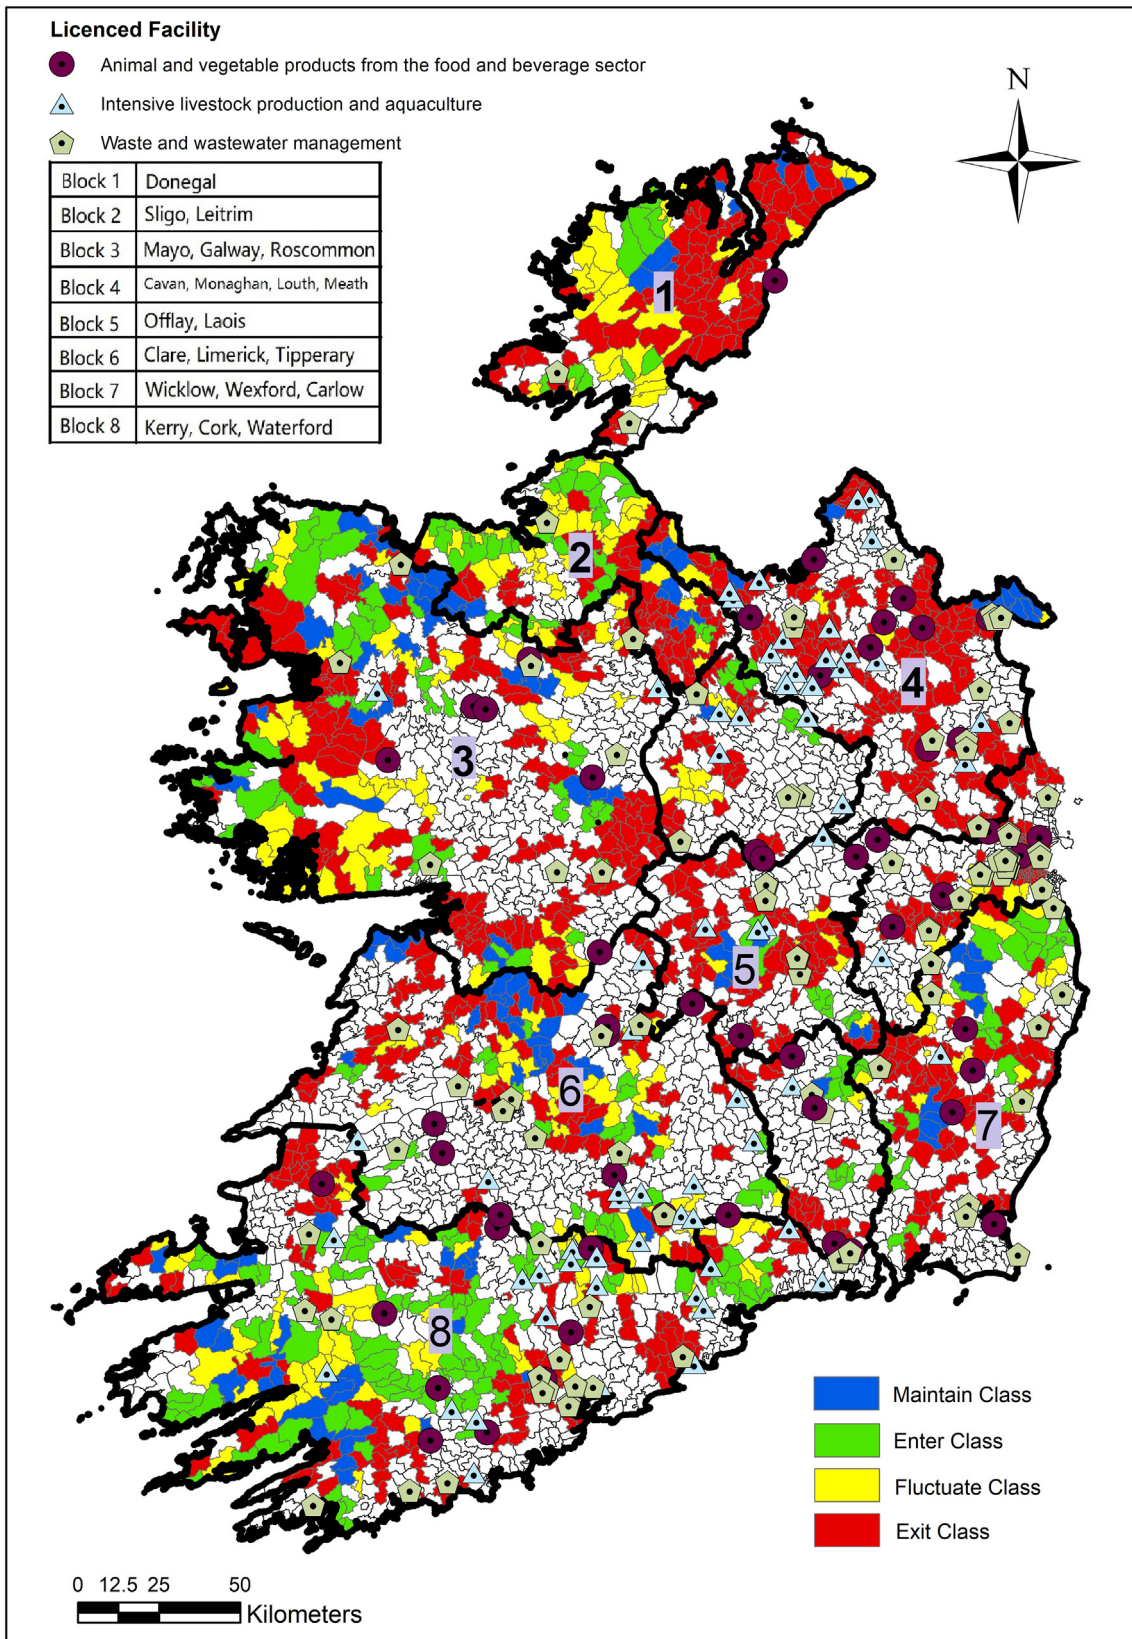 Licenced Facility
Animal and vegetable products from the food and beverage sector
Intensive livestock production and aquaculture
Waste and wastewater management
Block 1 Donegal
Block 2 Sligo, Leitrim
Block 3 Mayo, Galway, Roscommon
Block 4 Cavan, Monaghan, Louth, Meath
Block 5 Offlay, Laois
Block 6 Clare, Limerick, Tipperary
Block 7 Wicklow, Wexford, Carlow
Block 8 Kerry, Cork, Waterford
N
1
2
4
3
5
6
7
8
Maintain Class
Enter Class
Fluctuate Class
Exit Class
0 12.5 25 50
Kilometers